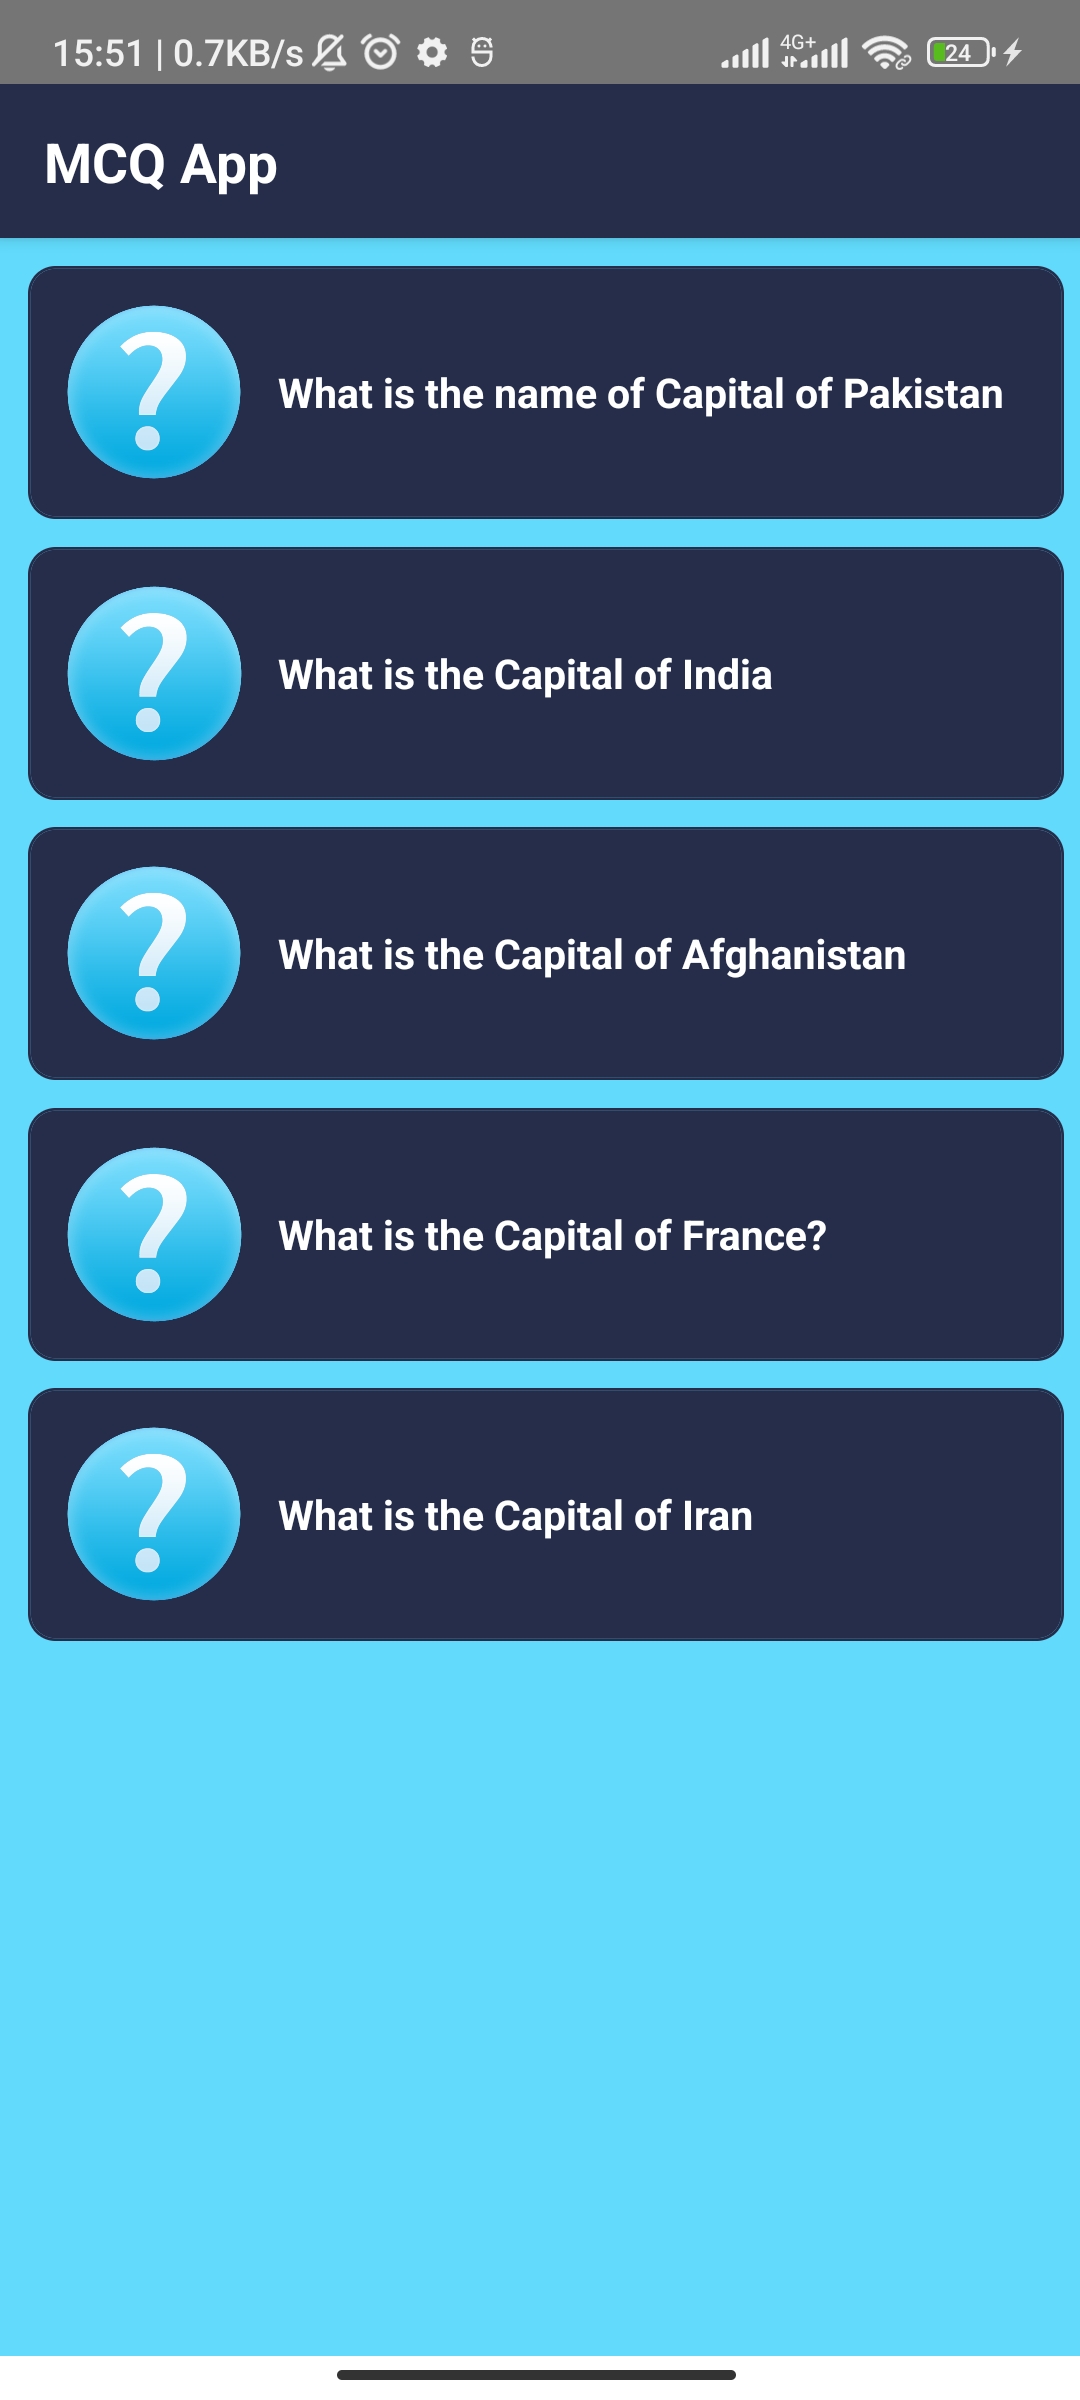 15:51 | 0.7KB/s 4G+ 24
MCQ App
What is the name of Capital of Pakistan
What is the Capital of India
What is the Capital of Afghanistan
What is the Capital of France?
What is the Capital of Iran